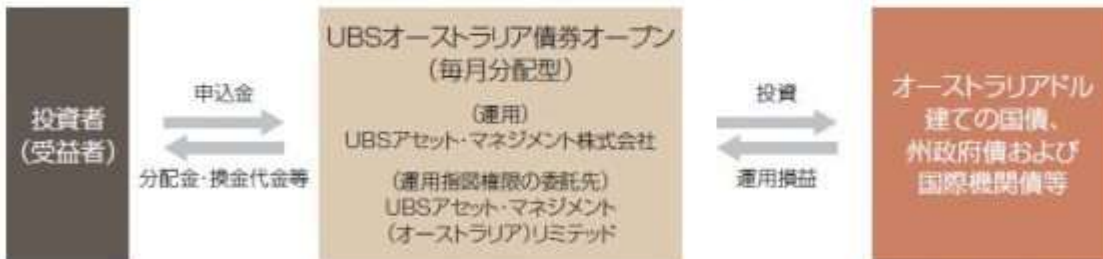 投資者
(受益者)
申込金
分配金・換金代金等
UBSオーストラリア債券オープン
(毎月分配型)
(運用)
UBSアセット・マネジメント株式会社
(運用指図権限の委託先)
UBSアセット・マネジメント
(オーストラリア)リミテッド
投資
運用損益
オーストラリアドル
建ての国債、
州政府債および
国際機関債等